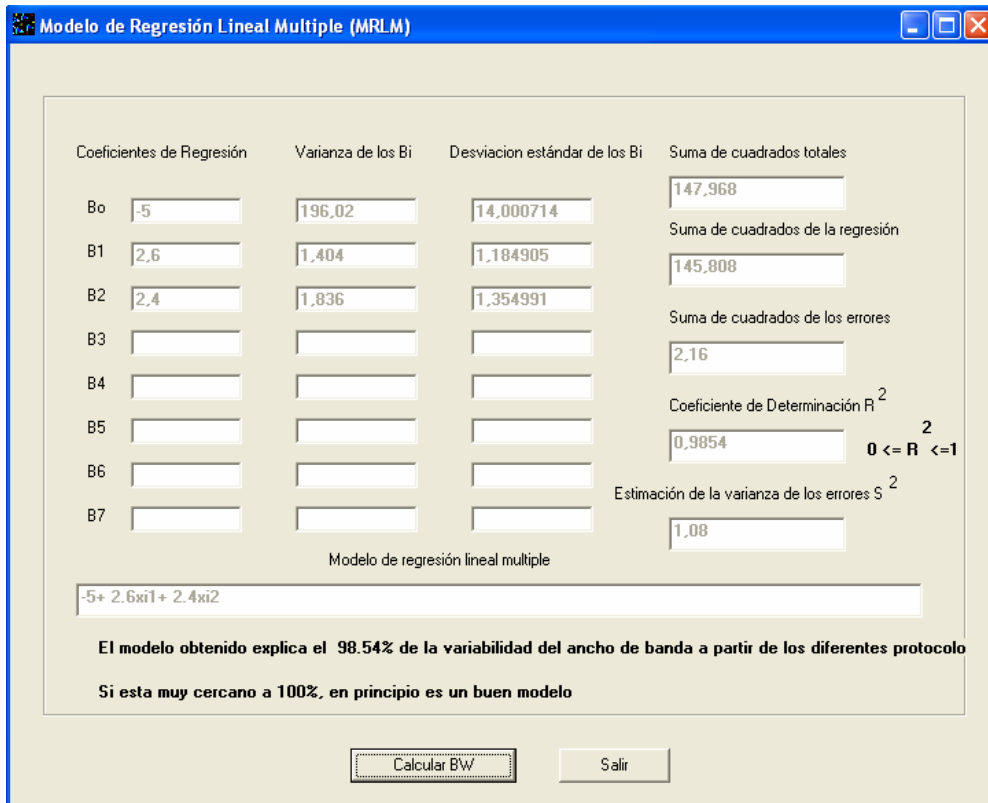 Modelo de Regresión Lineal Multiple (MRLM)
Coeficientes de Regresión Varianza de los Bi Desviacion estándar de los Bi Suma de cuadrados totales
147,968
Bo -5 196,02 14,000714
Suma de cuadrados de la regresión
B1 2,6 1,404 1,184905
145,808
B2 2,4 1,836 1,354991
Suma de cuadrados de los errores
B3
2,16
B4
Coeficiente de Determinación R 2
B5
0,9854 0 <= R 2 <=1
B6
Estimación de la varianza de los errores S 2
B7
1,08
Modelo de regresión lineal multiple
-5+ 2.6xi1+ 2.4xi2
El modelo obtenido explica el 98.54% de la variabilidad del ancho de banda a partir de los diferentes protocolo
Si esta muy cercano a 100%, en principio es un buen modelo
Calcular BW Salir